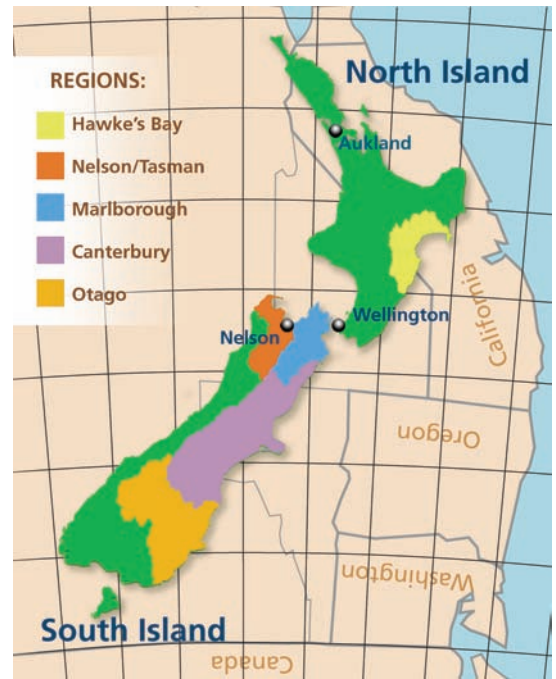 North Island
REGIONS:
Hawke's Bay
Nelson/Tasman
Marlborough
Canterbury
Otago
Aukland
Wellington
Nelson
California
Oregon
Washington
South Island
Canada